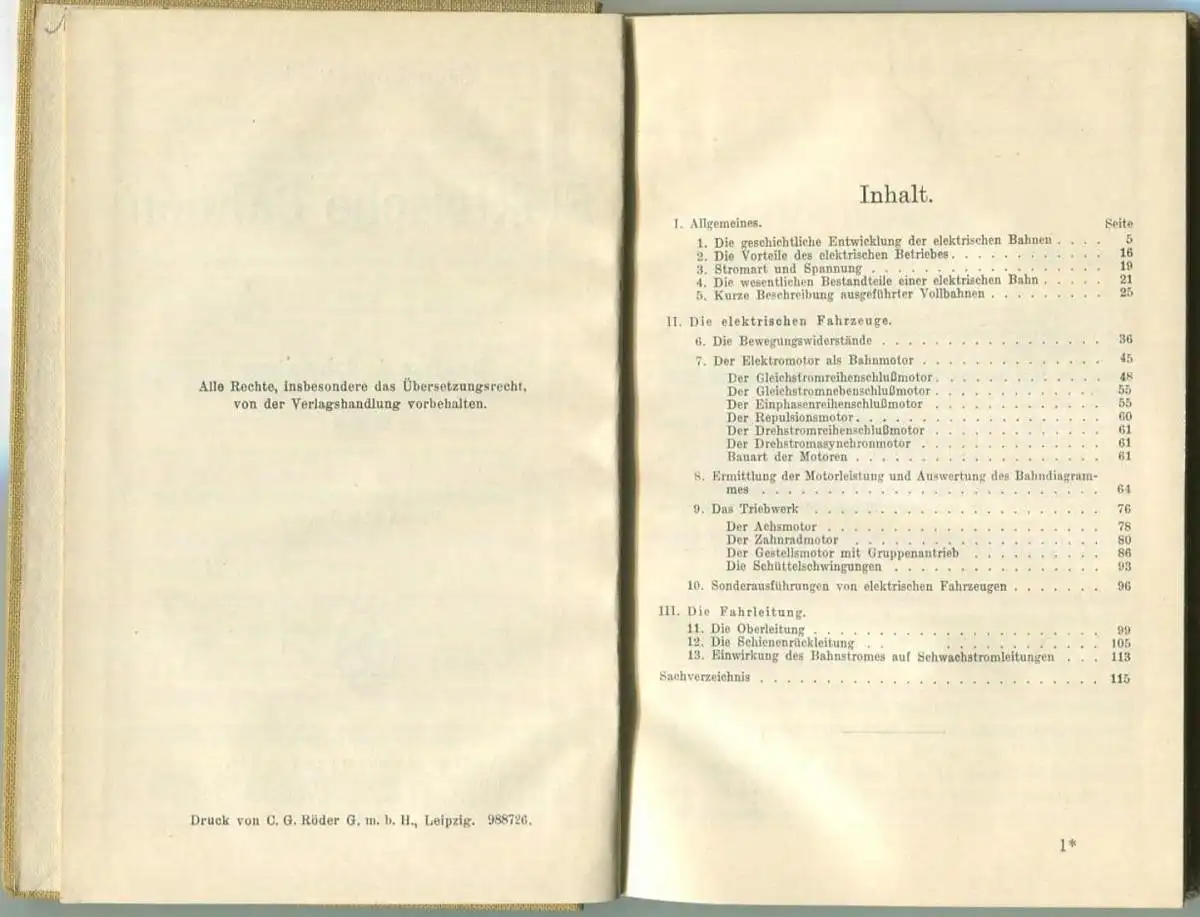 Alle Rechte, insbesondere das Übersetzungsrecht,
von der Verlagshandlung vorbehalten.
Druck von C. G. Röder G. m. b. H., Leipzig. 988726.
Inhalt.
I. Allgemeines. Seite
1. Die geschichtliche Entwicklung der elektrischen Bahnen . . . . 5
2. Die Vorteile des elektrischen Betriebes . . . . . . . . . . . . 16
3. Stromart und Spannung . . . . . . . . . . . . . . . . . . 19
4. Die wesentlichen Bestandteile einer elektrischen Bahn . . . . . 21
5. Kurze Beschreibung ausgeführter Vollbahnen . . . . . . . . . 25
II. Die elektrischen Fahrzeuge.
6. Die Bewegungswiderstände . . . . . . . . . . . . . . . . . 36
7. Der Elektromotor als Bahnmotor . . . . . . . . . . . . . . 45
Der Gleichstromreihenschlußmotor . . . . . . . . . . . . . 48
Der Gleichstromnebenschlußmotor . . . . . . . . . . . . . 55
Der Einphasenreihenschlußmotor . . . . . . . . . . . . . 55
Der Repulsionsmotor . . . . . . . . . . . . . . . . . . . 60
Der Drehstromreihenschlußmotor . . . . . . . . . . . . . 61
Der Drehstromasynchronmotor . . . . . . . . . . . . . . 61
Bauart der Motoren . . . . . . . . . . . . . . . . . . . 61
8. Ermittlung der Motorleistung und Auswertung des Bahndiagram-
mes . . . . . . . . . . . . . . . . . . . . . . . . . . 64
9. Das Triebwerk . . . . . . . . . . . . . . . . . . . . . . 76
Der Achsmotor . . . . . . . . . . . . . . . . . . . . . 78
Der Zahnradmotor . . . . . . . . . . . . . . . . . . . 80
Der Gestellsmotor mit Gruppenantrieb . . . . . . . . . . 86
Die Schüttelschwingungen . . . . . . . . . . . . . . . . 93
10. Sonderausführungen von elektrischen Fahrzeugen . . . . . . . 96
III. Die Fahrleitung.
11. Die Oberleitung . . . . . . . . . . . . . . . . . . . . . . 99
12. Die Schienenrückleitung . . . . . . . . . . . . . . . . . 105
13. Einwirkung des Bahnstromes auf Schwachstromleitungen . . . 113
Sachverzeichnis . . . . . . . . . . . . . . . . . . . . . . . . . . 115
1*